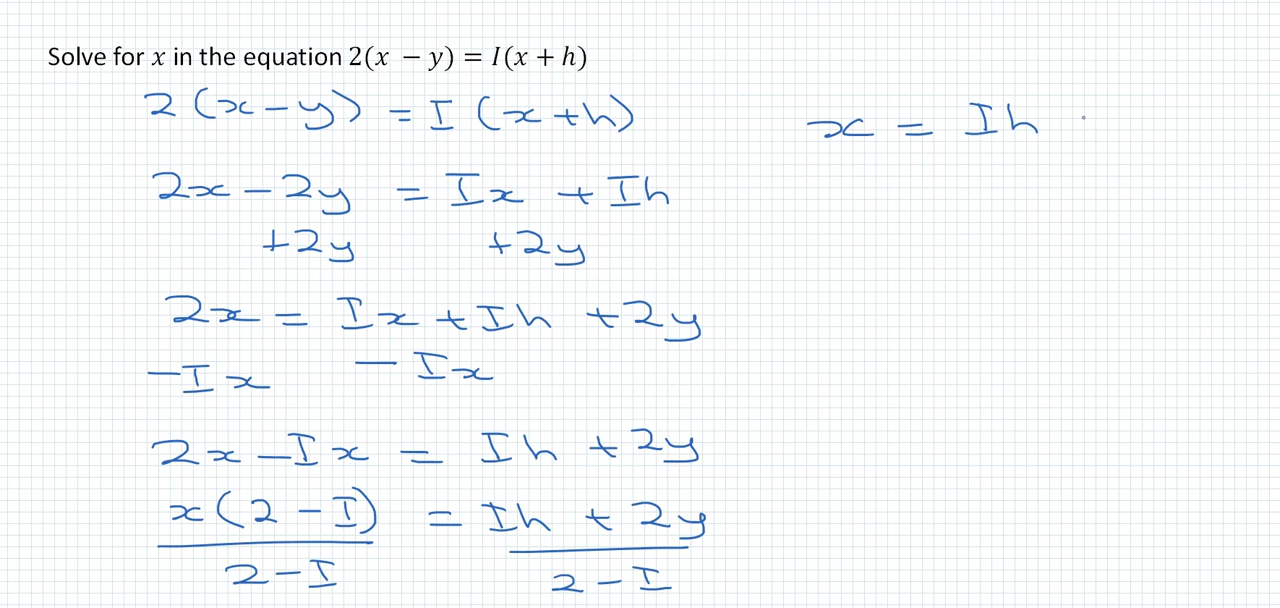 Solve for x in the equation 2(x − y) = I(x + h)
2(x − y) = I(x + h)
2x − 2y = Ix + Ih
+2y +2y
2x = Ix + Ih + 2y
−Ix −Ix
2x − Ix = Ih + 2y
x(2 − I) = Ih + 2y
2 − I 2 − I
x = Ih